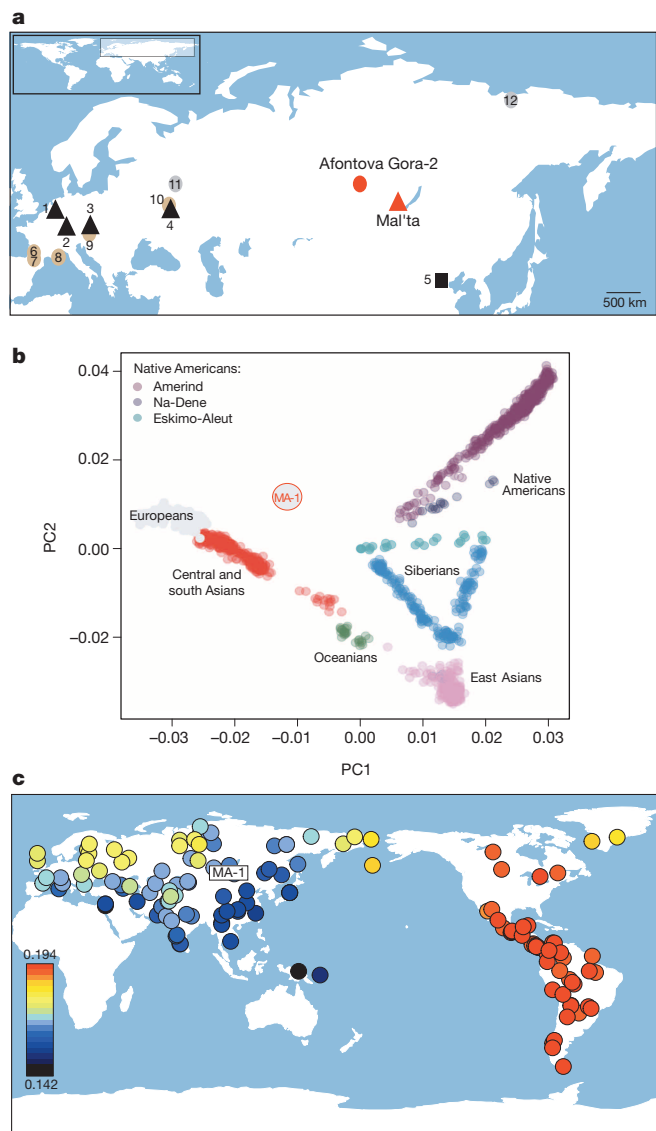 a
12
Afontova Gora-2
11
10
1
3
Mal'ta
4
2
9
6
7
8
5
500 km
b
0.04
Native Americans:
Amerind
Na-Dene
Eskimo-Aleut
0.02
MA-1
Native
Americans
Europeans
PC2
0.00
Siberians
Central and
south Asians
−0.02
Oceanians
East Asians
−0.03
−0.02
−0.01
0.00
0.01
0.02
0.03
PC1
c
MA-1
0.194
0.142